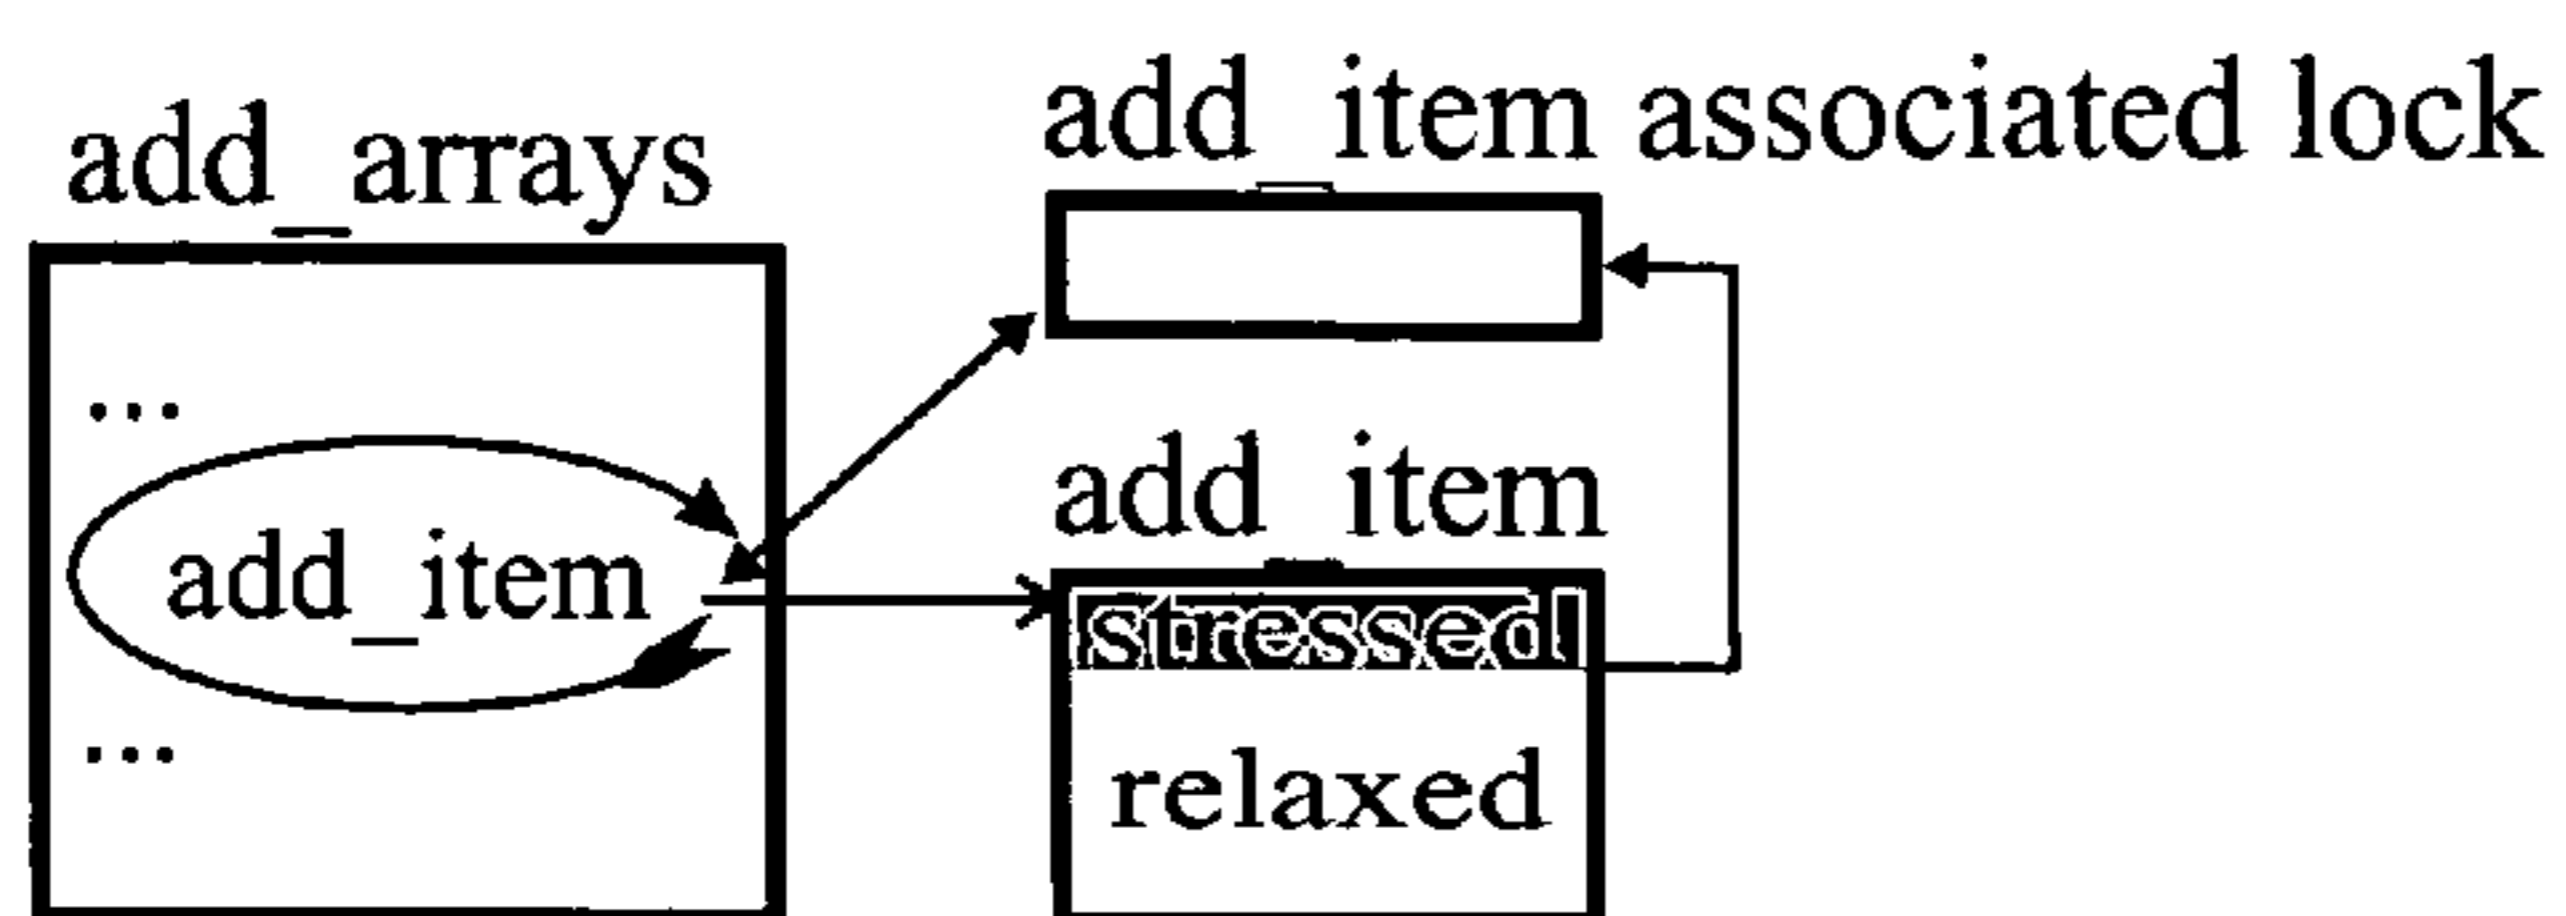 add_arrays
...
add_item
...
add_item associated lock
add_item
stressed
relaxed